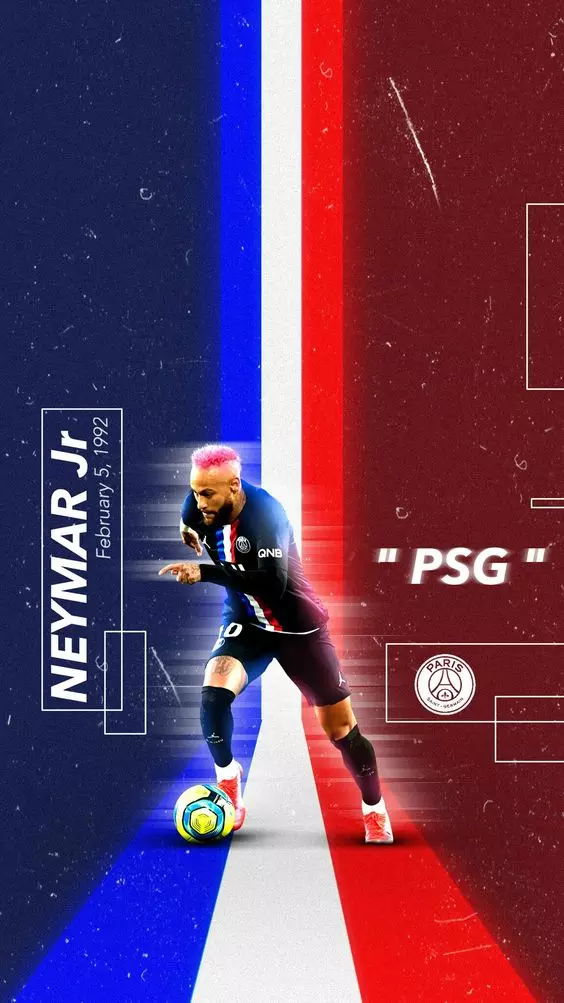 NEYMAR Jr
February 5, 1992
QNB
" PSG "
PARIS
SAINT-GERMAIN